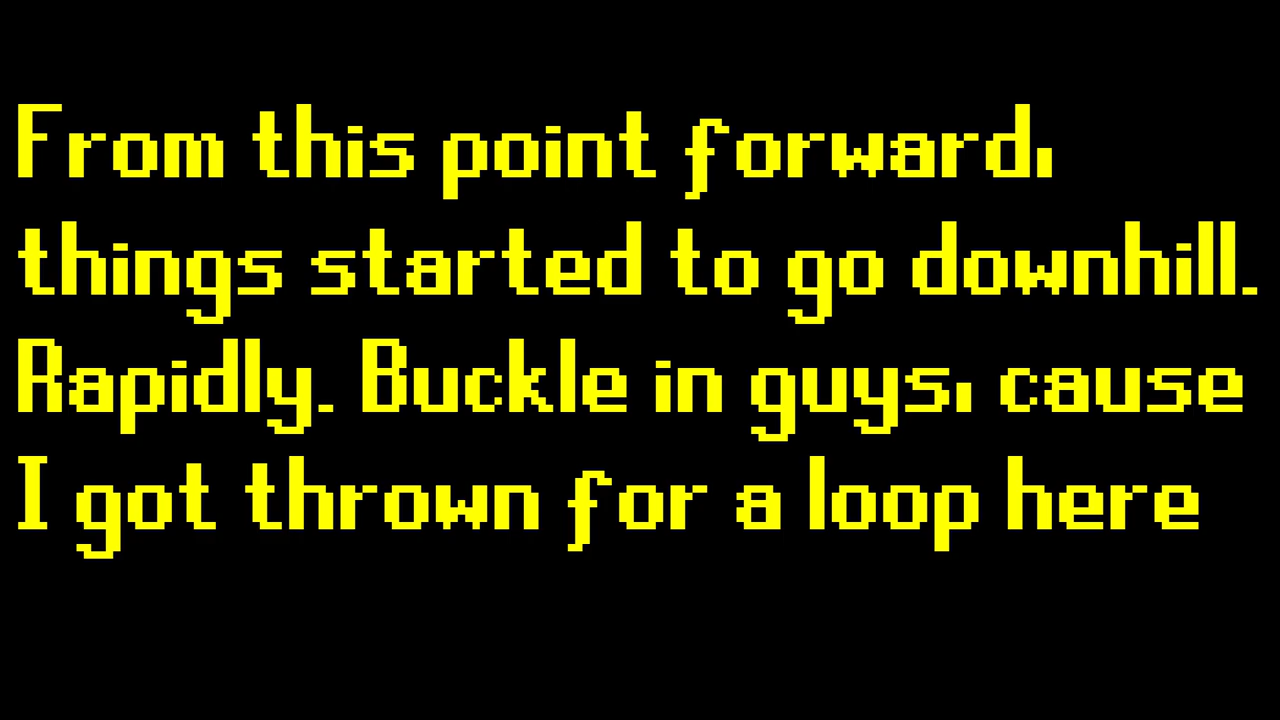 From this point forward,
things started to go downhill.
Rapidly. Buckle in guys, cause
I got thrown for a loop here